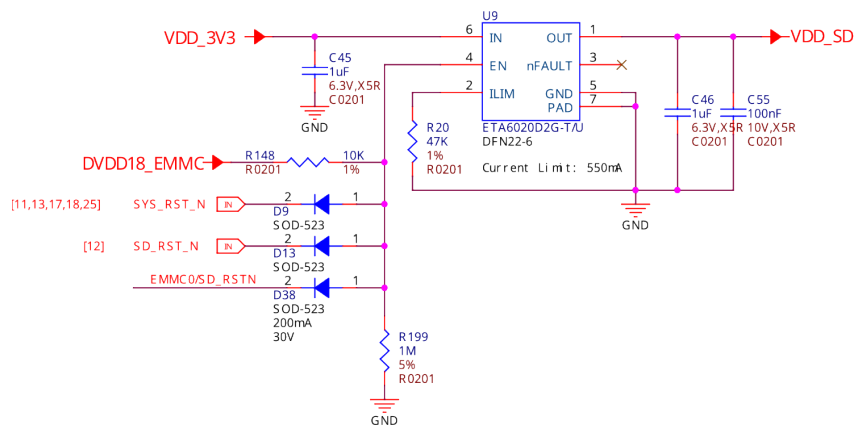 U9
VDD_3V3
6
IN
OUT
1
VDD_SD
4
EN
nFAULT
3
2
ILIM
GND
5
PAD
7
C45
1uF
6.3V,X5R
C0201
GND
R20
47K
1%
R0201
ETA6020D2G-T/U
DFN22-6
Current Limit: 550mA
C46
1uF
6.3V,X5R
C0201
C55
100nF
10V,X5R
C0201
GND
DVDD18_EMMC
R148
R0201
10K
1%
[11,13,17,18,25]
SYS_RST_N
IN
2
1
D9
SOD-523
[12]
SD_RST_N
IN
2
1
D13
SOD-523
EMMC0/SD_RSTN
2
1
D38
SOD-523
200mA
30V
R199
1M
5%
R0201
GND